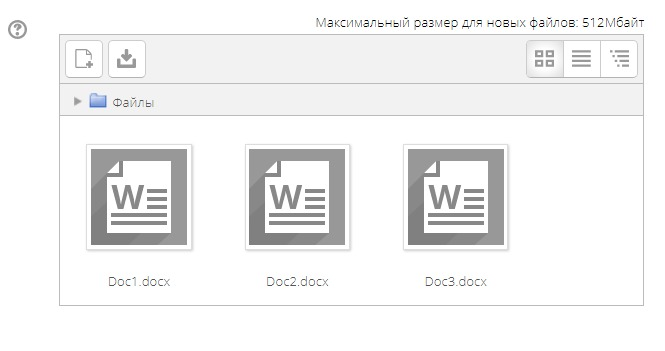 Максимальный размер для новых файлов: 512Мбайт
Файлы
W W W
Doc1.docx Doc2.docx Doc3.docx